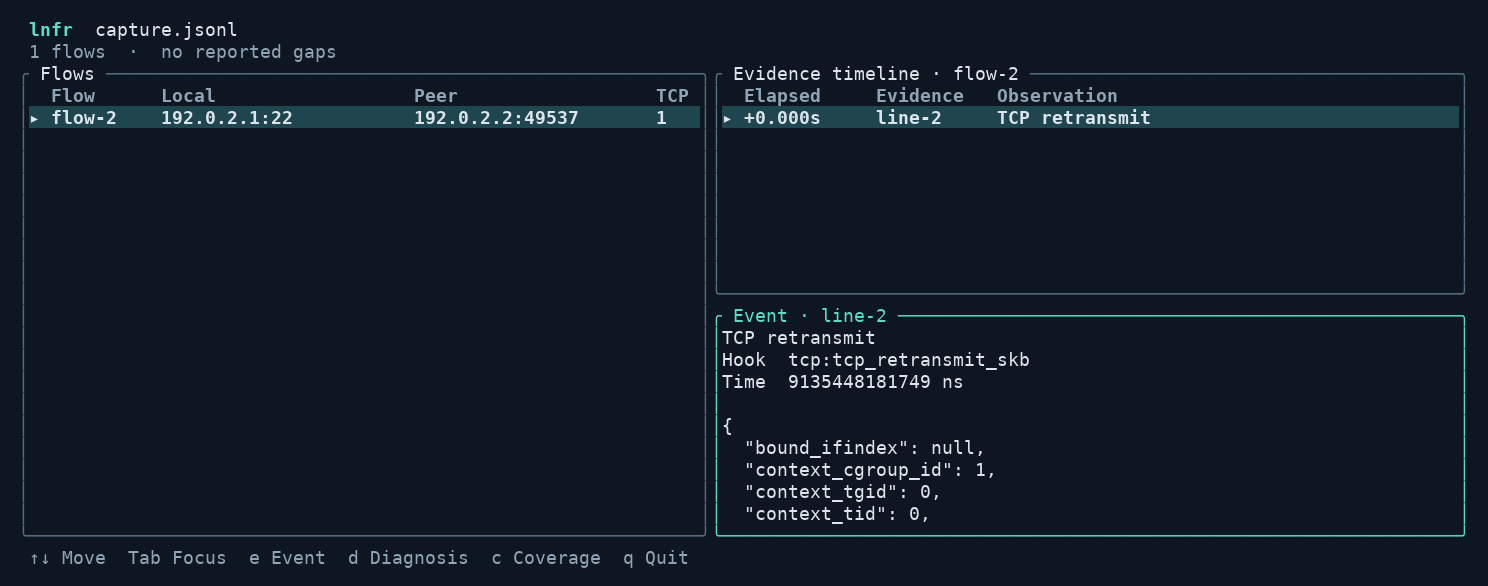 lnfr  capture.jsonl
1 flows  ·  no reported gaps
Flows
Flow    Local                  Peer                  TCP
▸ flow-2    192.0.2.1:22           192.0.2.2:49537       1
Evidence timeline · flow-2
Elapsed     Evidence   Observation
▸ +0.000s     line-2     TCP retransmit
Event · line-2
TCP retransmit
Hook  tcp:tcp_retransmit_skb
Time  9135448181749 ns
{
  "bound_ifindex": null,
  "context_cgroup_id": 1,
  "context_tgid": 0,
  "context_tid": 0,
↑↓ Move  Tab Focus  e Event  d Diagnosis  c Coverage  q Quit